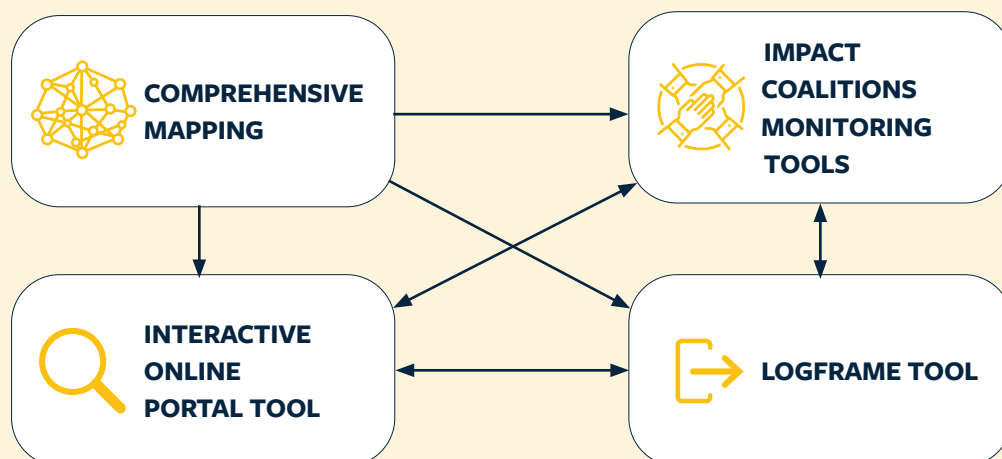 COMPREHENSIVE
MAPPING
IMPACT
COALITIONS
MONITORING
TOOLS
INTERACTIVE
ONLINE
PORTAL TOOL
LOGFRAME TOOL